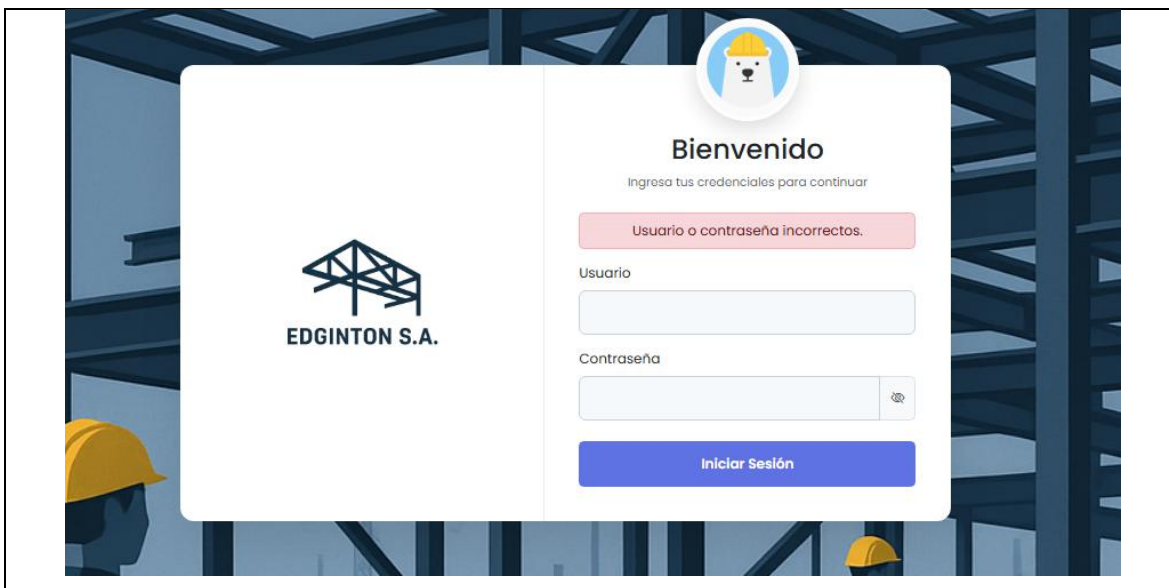 EDGINTON S.A.
Bienvenido
Ingresa tus credenciales para continuar
Usuario o contraseña incorrectos.
Usuario
Contraseña
Iniciar Sesión